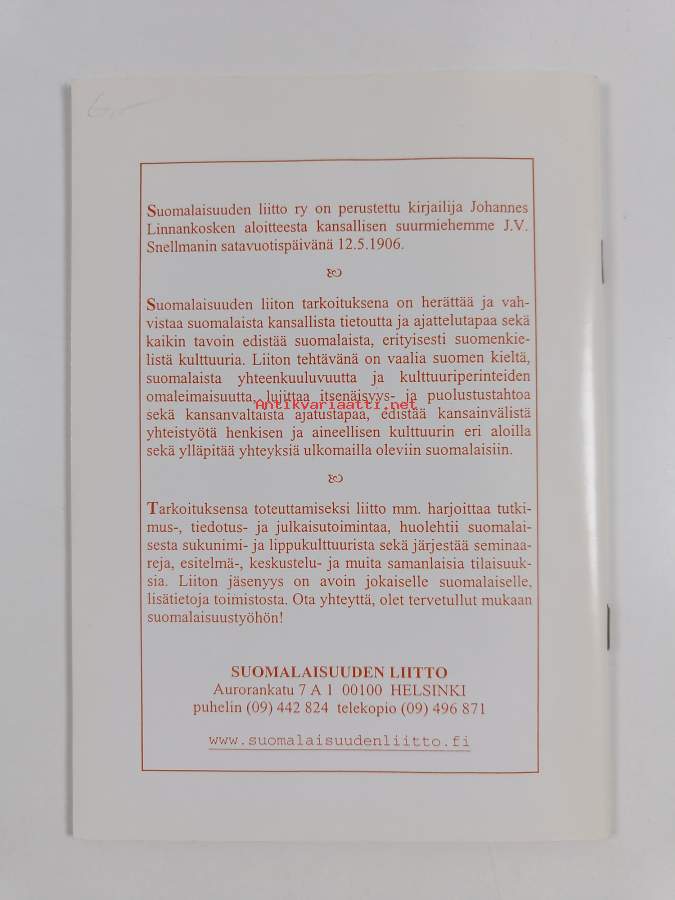 Suomalaisuuden liitto ry on perustettu kirjailija Johannes
Linnankosken aloitteesta kansallisen suurmiehemme J.V.
Snellmanin satavuotispäivänä 12.5.1906.
Suomalaisuuden liiton tarkoituksena on herättää ja vah-
vistaa suomalaista kansallista tietoutta ja ajattelutapaa sekä
kaikin tavoin edistää suomalaista, erityisesti suomenkie-
listä kulttuuria. Liiton tehtävänä on vaalia suomen kieltä,
suomalaista yhteenkuuluvuutta ja kulttuuriperinteiden
omaleimaisuutta, lujittaa itsenäisyys- ja puolustustahtoa
Antikvariaatti.net
sekä kansanvaltaista ajatustapaa, edistää kansainvälistä
yhteistyötä henkisen ja aineellisen kulttuurin eri aloilla
sekä ylläpitää yhteyksiä ulkomailla oleviin suomalaisiin.
Tarkoituksensa toteuttamiseksi liitto mm. harjoittaa tutki-
mus-, tiedotus- ja julkaisutoimintaa, huolehtii suomalai-
sesta sukunimi- ja lippukulttuurista sekä järjestää seminaa-
reja, esitelmä-, keskustelu- ja muita samanlaisia tilaisuuk-
sia. Liiton jäsenyys on avoin jokaiselle suomalaiselle,
lisätietoja toimistosta. Ota yhteyttä, olet tervetullut mukaan
suomalaisuustyöhön!
SUOMALAISUUDEN LIITTO
Aurorankatu 7 A 1 00100 HELSINKI
puhelin (09) 442 824 telekopio (09) 496 871
www.suomalaisuudenliitto.fi